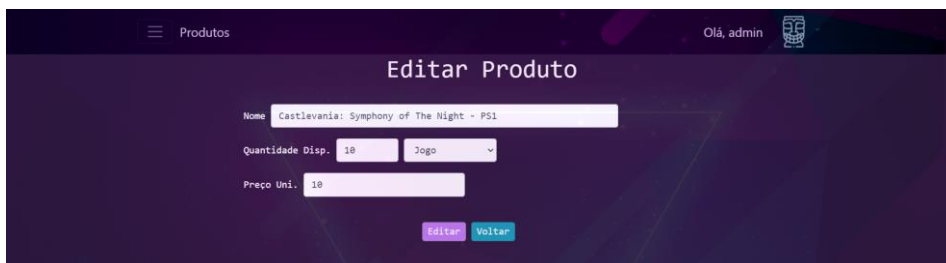 Produtos Olá, admin
Editar Produto
Nome Castlevania: Symphony of The Night - PS1
Quantidade Disp. 10 Jogo
Preço Uni. 10
Editar Voltar